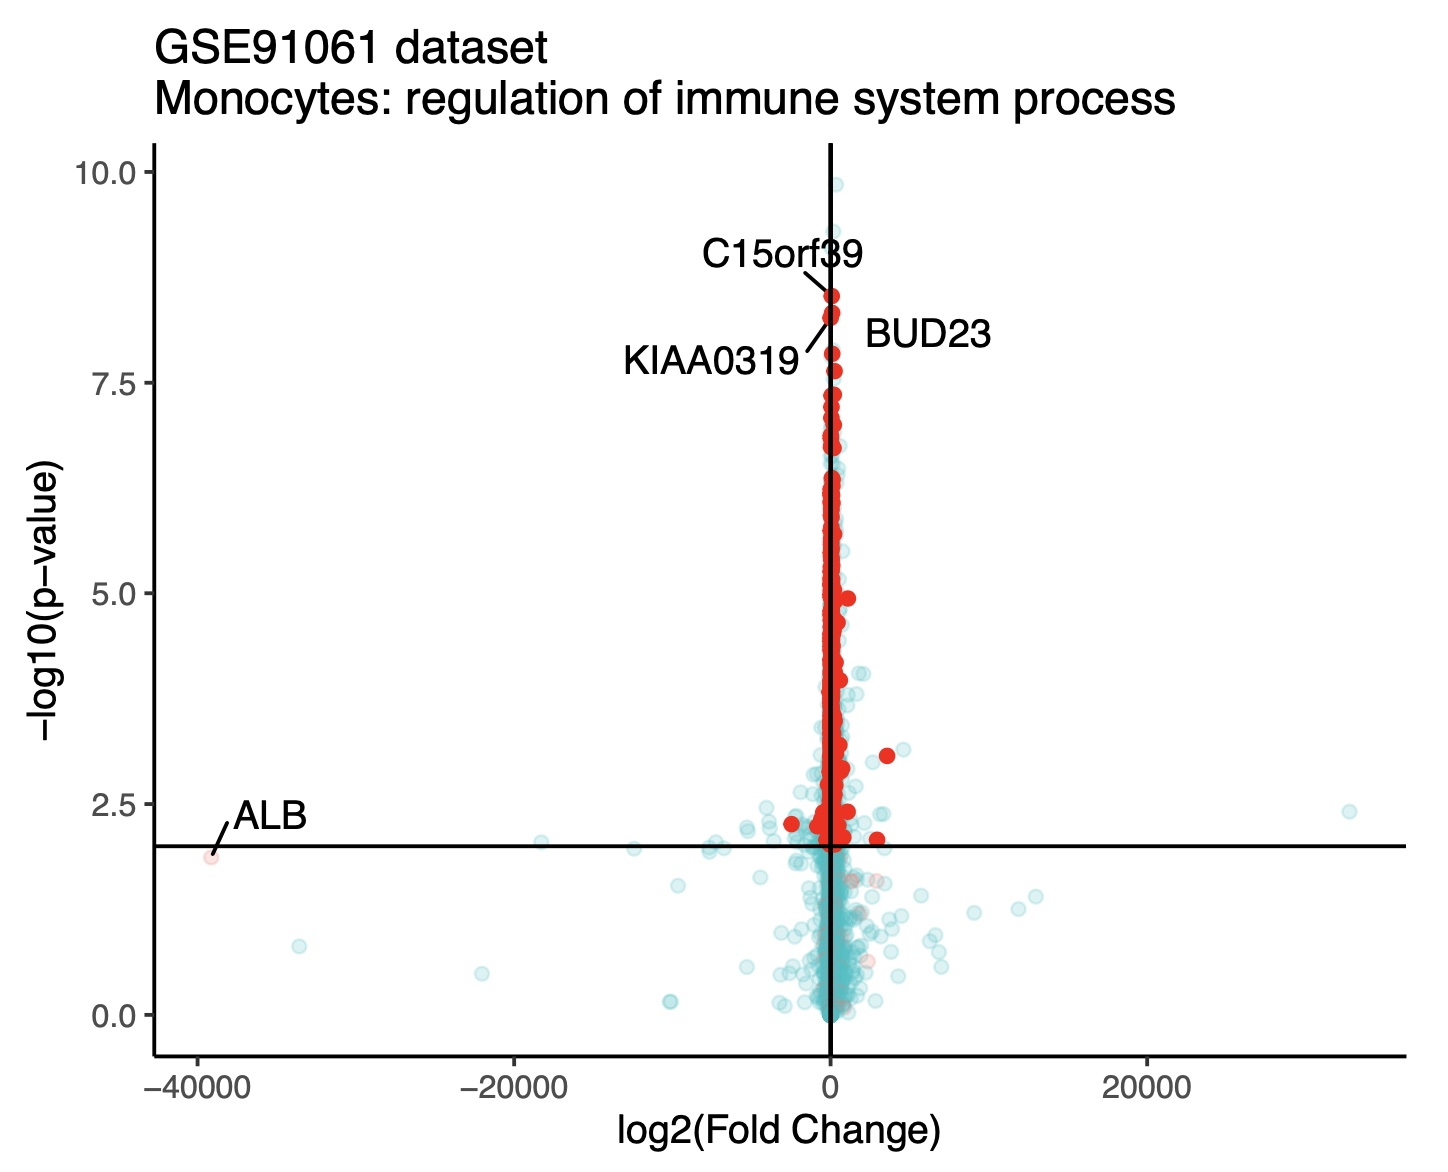 GSE91061 dataset
Monocytes: regulation of immune system process
10.0
7.5
5.0
2.5
0.0
−log10(p−value)
C15orf39
BUD23
KIAA0319
ALB
−40000
−20000
0
20000
log2(Fold Change)